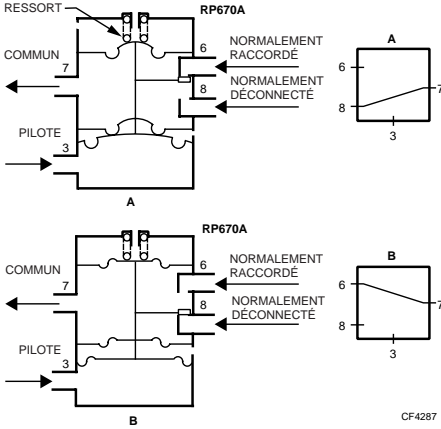 RESSORT
RP670A
COMMUN
7
6
NORMALEMENT
RACCORDÉ
8
NORMALEMENT
DÉCONNECTÉ
PILOTE
3
A
A
6
8
7
3
RP670A
COMMUN
7
6
NORMALEMENT
RACCORDÉ
8
NORMALEMENT
DÉCONNECTÉ
PILOTE
3
B
B
6
8
7
3
CF4287